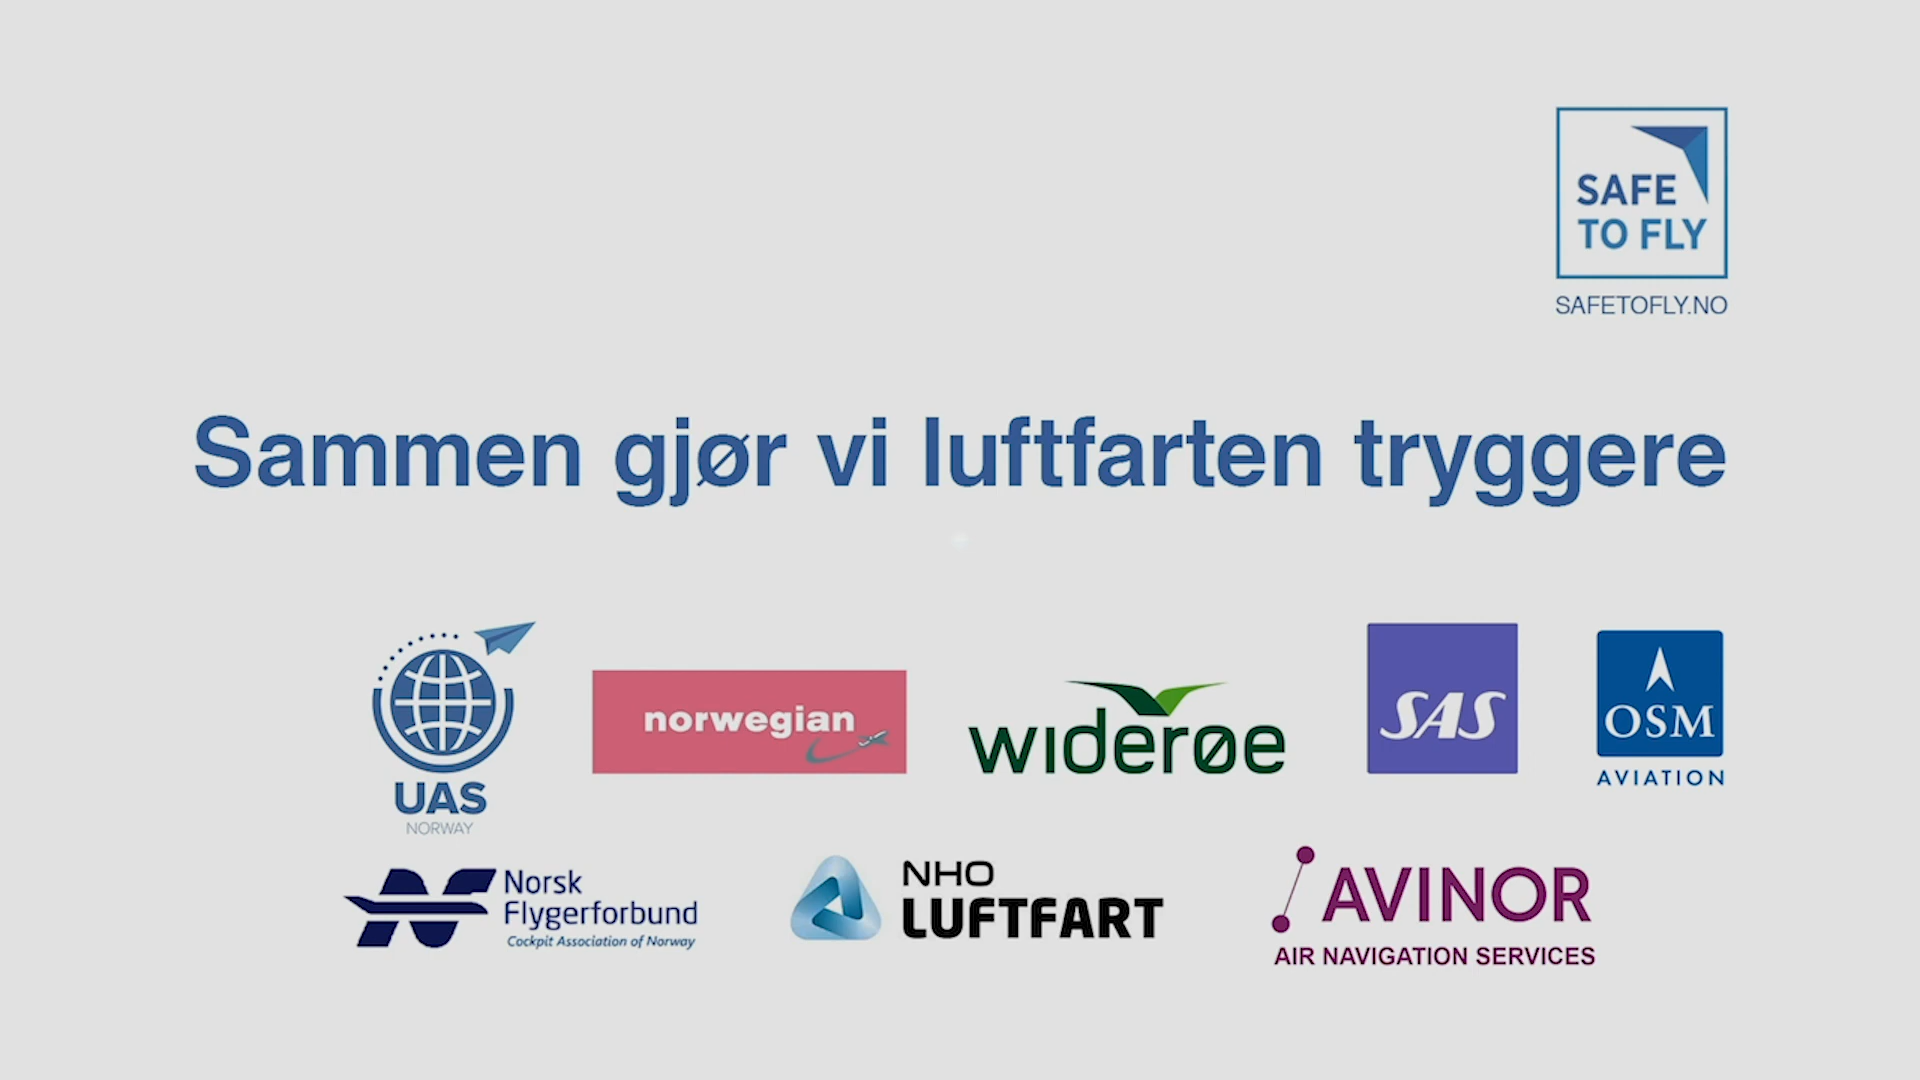 SAFE
TO FLY
SAFETOFLY.NO
Sammen gjør vi luftfarten tryggere
UAS
NORWAY
norwegian
widerøe
SAS
OSM
AVIATION
Norsk
Flygerforbund
Cockpit Association of Norway
NHO
LUFTFART
AVINOR
AIR NAVIGATION SERVICES